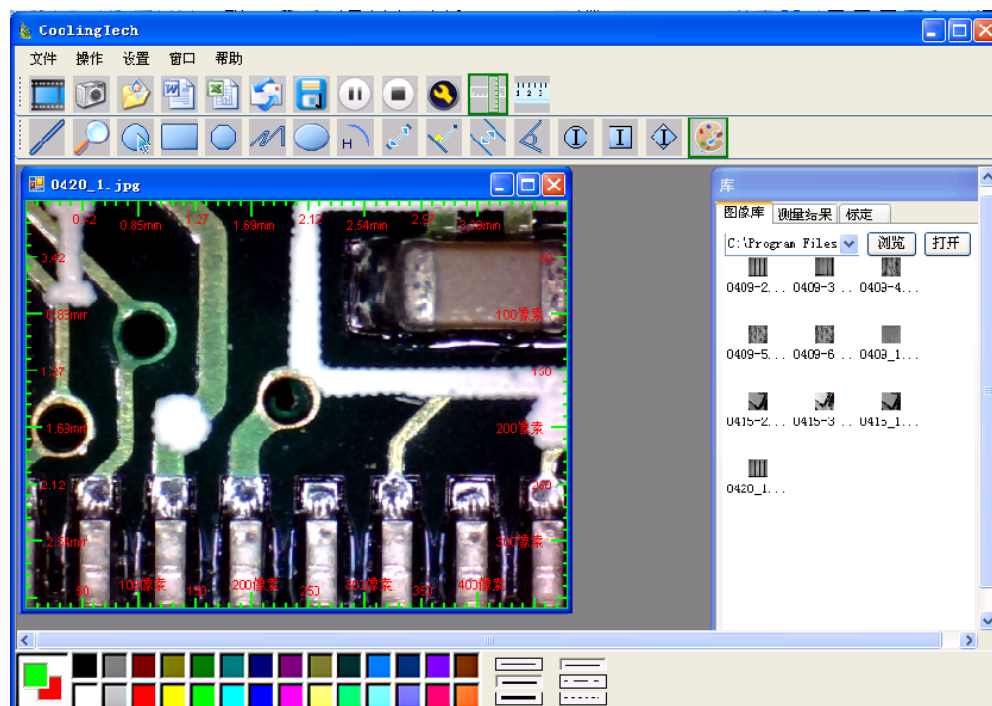 CoolingTech
文件 操作 设置 窗口 帮助
0420_1.jpg
库
图像库 测量结果 标定
C:\Program Files 浏览 打开
0409-2... 0409-3 .. 0409-4...
0409-5... 0409-6 .. 0409_1...
0415-2... 0415-3 .. 0415_1...
0420_1...
0.42 0.85mm 1.27 1.69mm 2.12 2.54mm 2.97
0.42
0.85mm 100像素
1.27 150
1.69mm 200像素
2.12 250
2.54mm 300像素
50 100像素 150 200像素 250 300像素 350 400像素